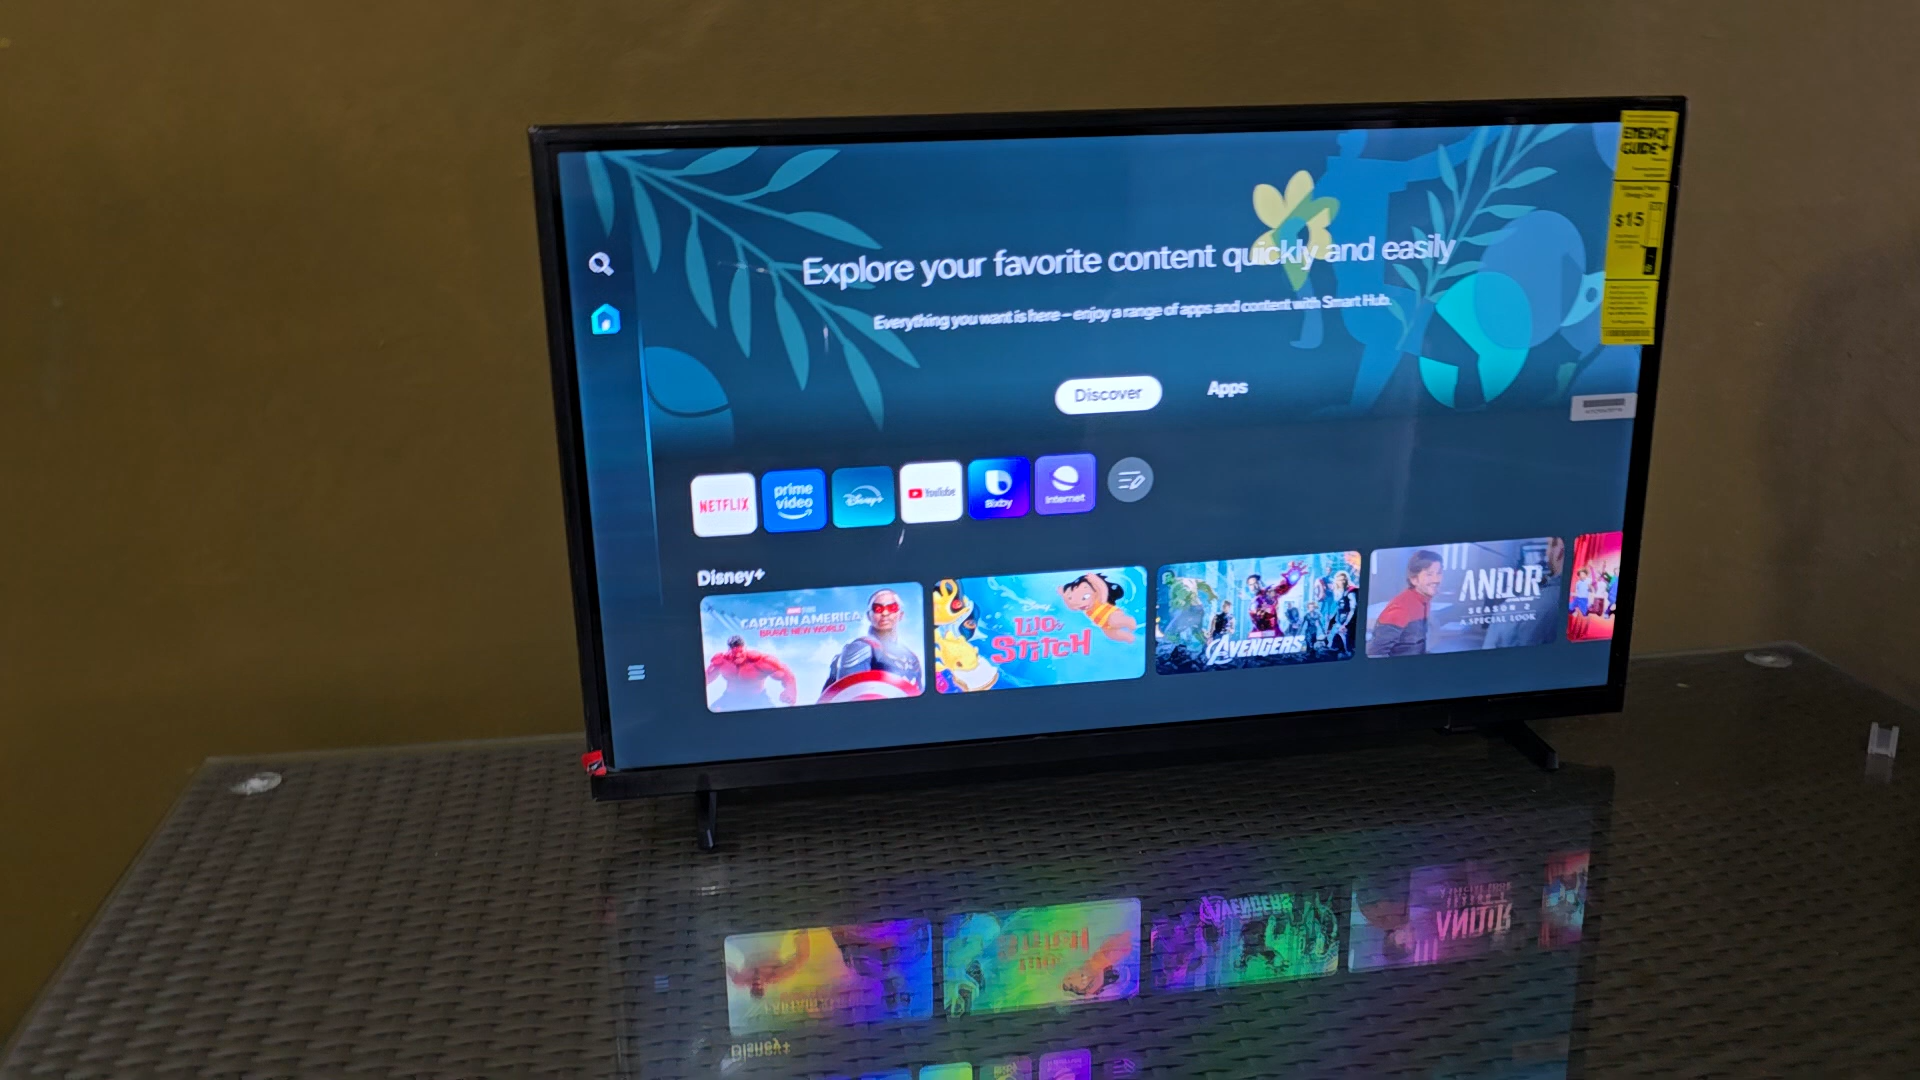 ENERGY
GUIDE
$15
Explore your favorite content quickly and easily
Everything you want is here – enjoy a range of apps and content with Smart Hub.
Discover
Apps
NETFLIX
prime
video
Disney+
YouTube
Bixby
Internet
Disney+
CAPTAIN AMERICA
BRAVE NEW WORLD
Disney
Lilo &
Stitch
AVENGERS
ANDOR
SEASON 2
A SPECIAL LOOK